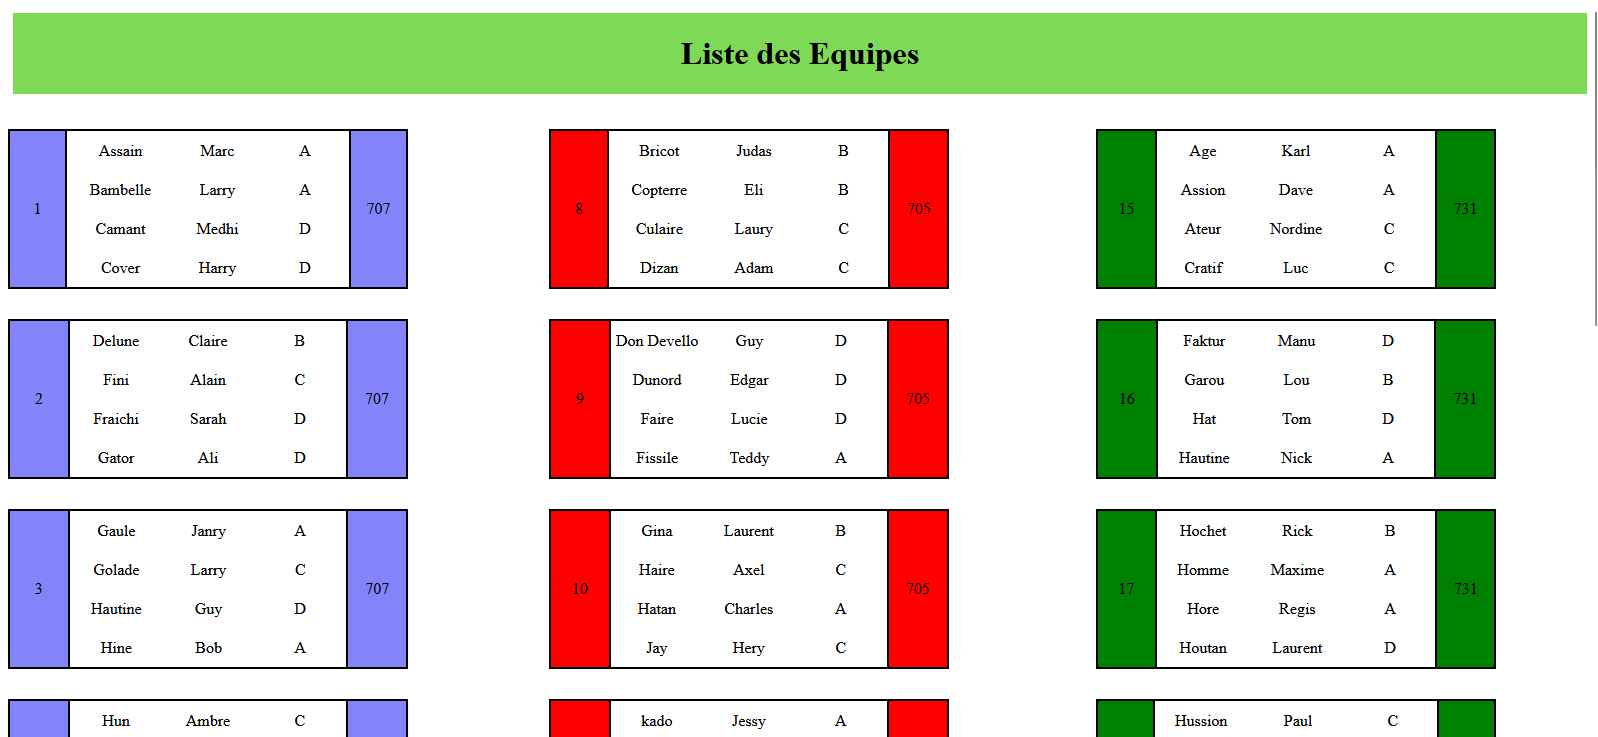 Liste des Equipes
Assain Marc A
Bambelle Larry A
1 707
Camant Medhi D
Cover Harry D
Delune Claire B
Fini Alain C
2 707
Fraichi Sarah D
Gator Ali D
Gaule Janry A
Golade Larry C
3 707
Hautine Guy D
Hine Bob A
Hun Ambre C
Bricot Judas B
Copterre Eli B
8 705
Culaire Laury C
Dizan Adam C
Don Devello Guy D
Dunord Edgar D
9 705
Faire Lucie D
Fissile Teddy A
Gina Laurent B
Haire Axel C
10 705
Hatan Charles A
Jay Hery C
kado Jessy A
Age Karl A
Assion Dave A
15 731
Ateur Nordine C
Cratif Luc C
Faktur Manu D
Garou Lou B
16 731
Hat Tom D
Hautine Nick A
Hochet Rick B
Homme Maxime A
17 731
Hore Regis A
Houtan Laurent D
Hussion Paul C